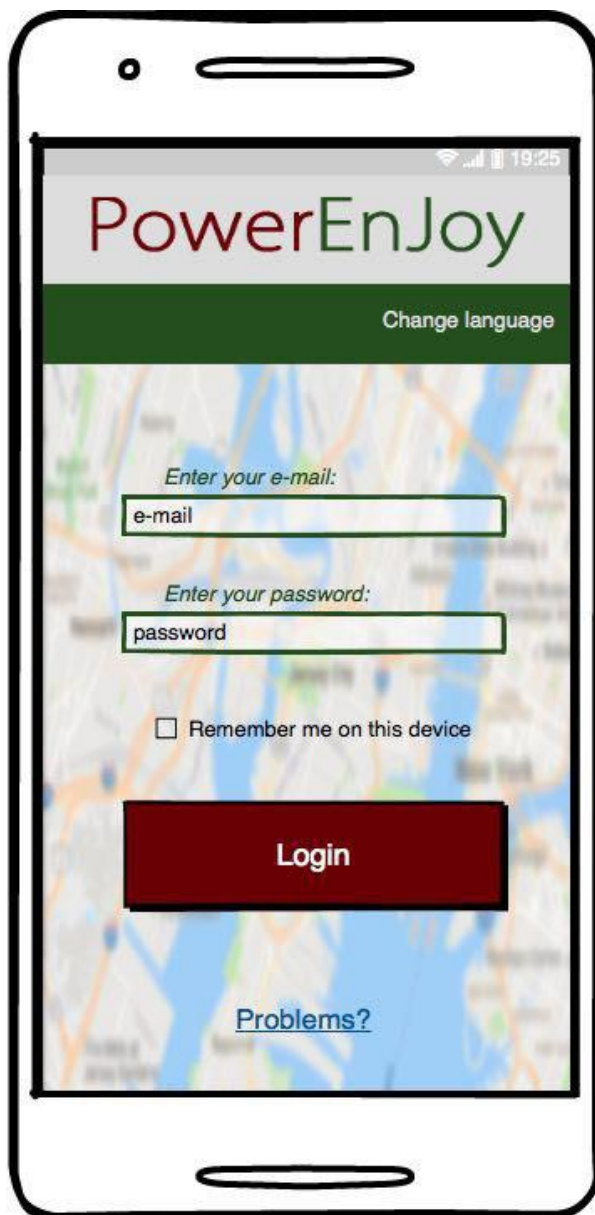 19:25
PowerEnJoy
Change language
Enter your e-mail:
e-mail
Enter your password:
password
Remember me on this device
Login
Problems?